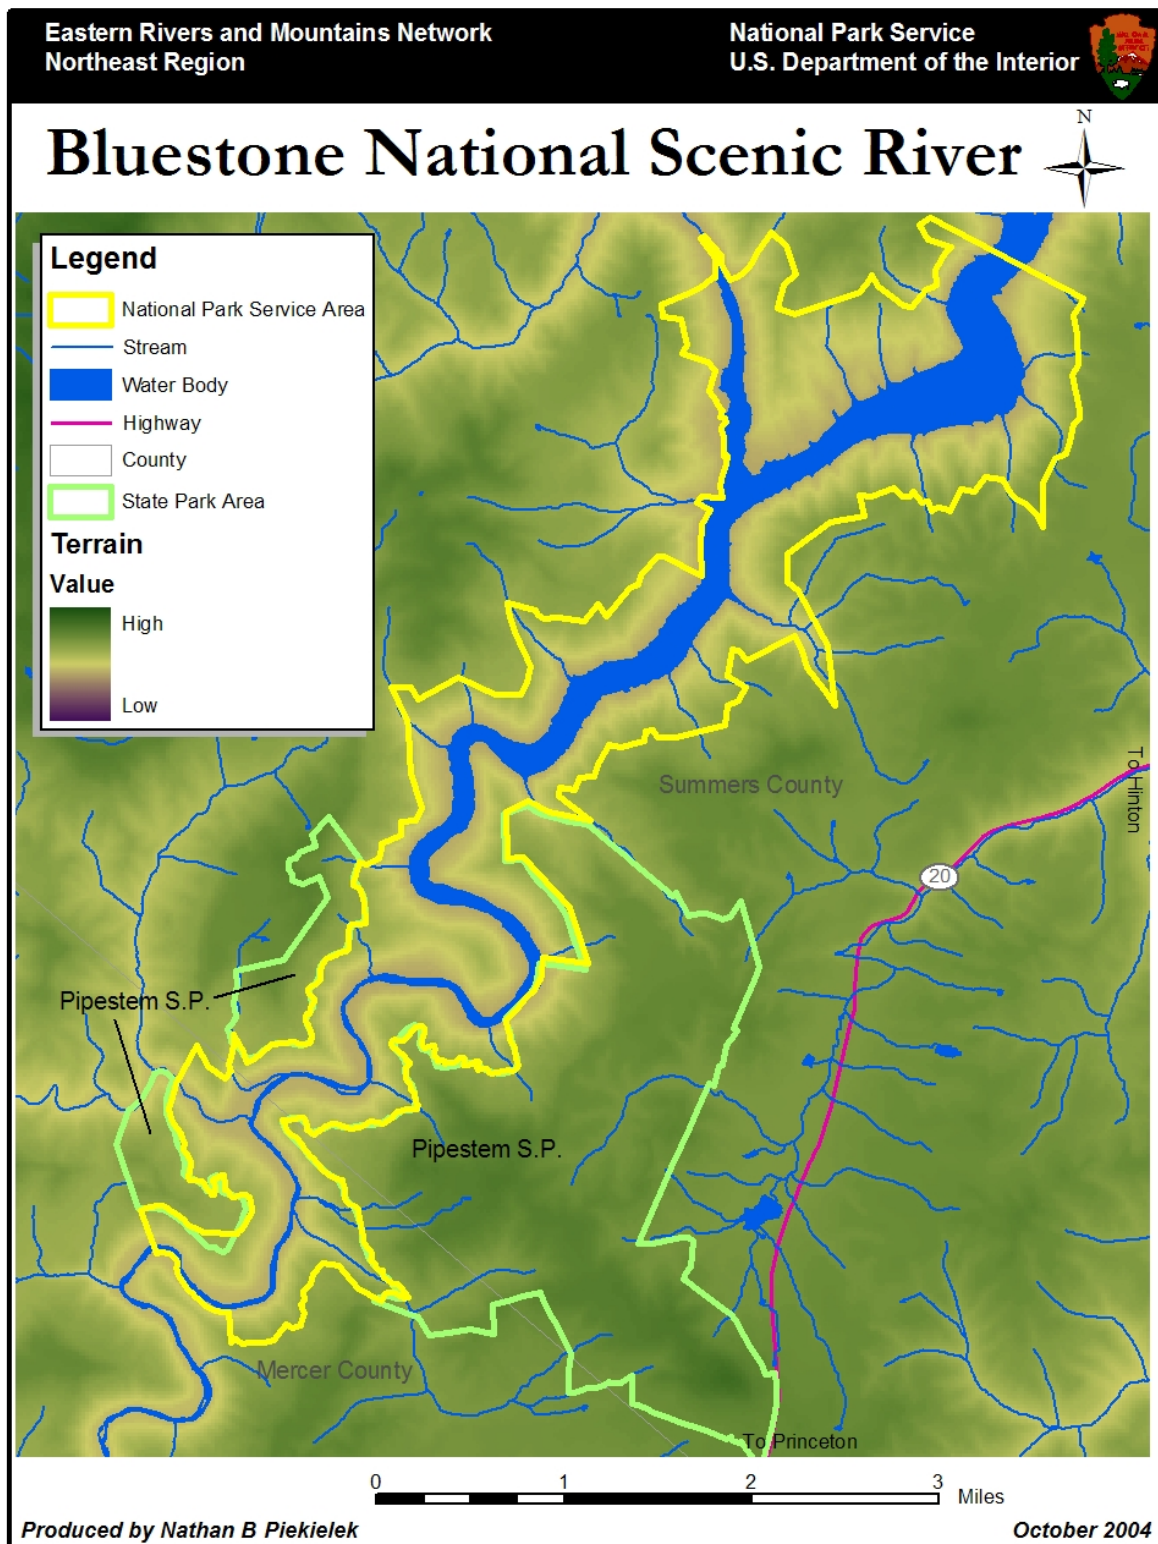 Eastern Rivers and Mountains Network
Northeast Region
National Park Service
U.S. Department of the Interior
Bluestone National Scenic River
N
Legend
National Park Service Area
Stream
Water Body
Highway
County
State Park Area
Terrain
Value
High
Low
Summers County
To Hinton
20
Pipestem S.P.
Pipestem S.P.
Mercer County
To Princeton
0 1 2 3
Miles
Produced by Nathan B Piekielek
October 2004